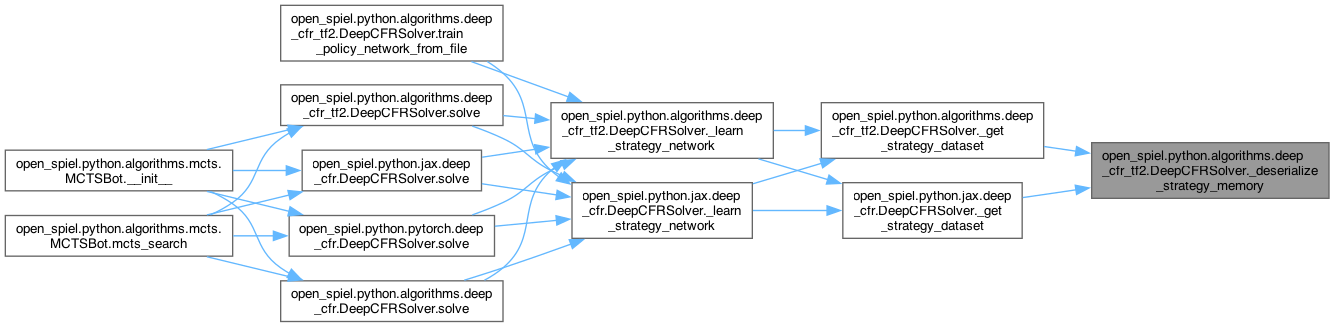 open_spiel.python.algorithms.deep
_cfr_tf2.DeepCFRSolver.train
_policy_network_from_file
open_spiel.python.algorithms.deep
_cfr_tf2.DeepCFRSolver.solve
open_spiel.python.algorithms.mcts.
MCTSBot.__init__
open_spiel.python.jax.deep
_cfr.DeepCFRSolver.solve
open_spiel.python.algorithms.mcts.
MCTSBot.mcts_search
open_spiel.python.pytorch.deep
_cfr.DeepCFRSolver.solve
open_spiel.python.algorithms.deep
_cfr.DeepCFRSolver.solve
open_spiel.python.algorithms.deep
_cfr_tf2.DeepCFRSolver._learn
_strategy_network
open_spiel.python.jax.deep
_cfr.DeepCFRSolver._learn
_strategy_network
open_spiel.python.algorithms.deep
_cfr_tf2.DeepCFRSolver._get
_strategy_dataset
open_spiel.python.jax.deep
_cfr.DeepCFRSolver._get
_strategy_dataset
open_spiel.python.algorithms.deep
_cfr_tf2.DeepCFRSolver._deserialize
_strategy_memory